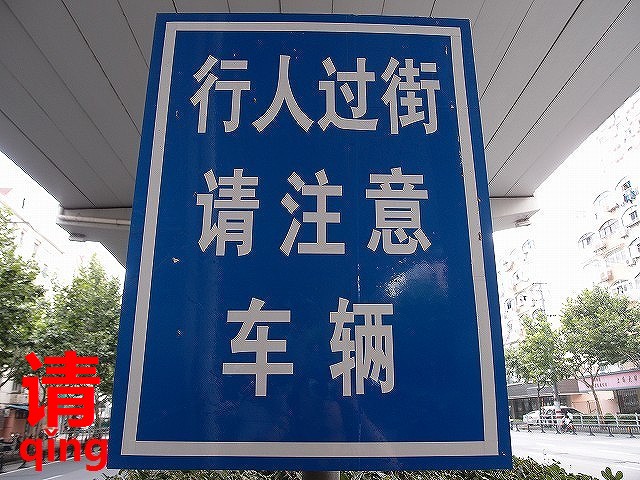 行人过街
请注意
车辆
请
qǐng